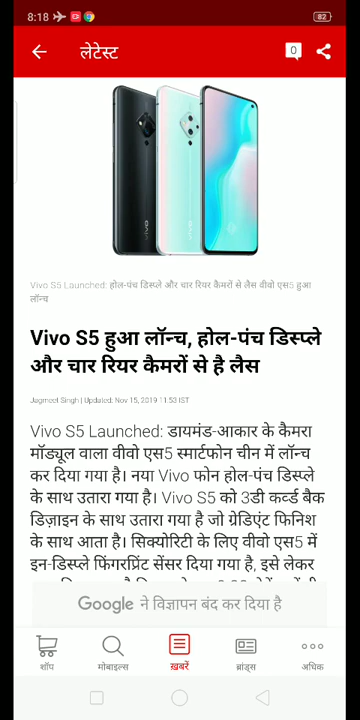 8:18
82
लेटेस्ट
0
vivo
vivo
Vivo S5 Launched: होल-पंच डिस्प्ले और चार रियर कैमरों से लैस वीवो एस5 हुआ
लॉन्च
Vivo S5 हुआ लॉन्च, होल-पंच डिस्प्ले
और चार रियर कैमरों से है लैस
Jagmeet Singh | Updated: Nov 15, 2019 11:53 IST
Vivo S5 Launched: डायमंड-आकार के कैमरा
मॉड्यूल वाला वीवो एस5 स्मार्टफोन चीन में लॉन्च
कर दिया गया है। नया Vivo फोन होल-पंच डिस्प्ले
के साथ उतारा गया है। Vivo S5 को 3डी कर्व्ड बैक
डिज़ाइन के साथ उतारा गया है जो ग्रेडिएंट फिनिश
के साथ आता है। सिक्योरिटी के लिए वीवो एस5 में
इन-डिस्प्ले फिंगरप्रिंट सेंसर दिया गया है, इसे लेकर
Google ने विज्ञापन बंद कर दिया है
शॉप
मोबाइल्स
ख़बरें
ब्रांड्स
अधिक